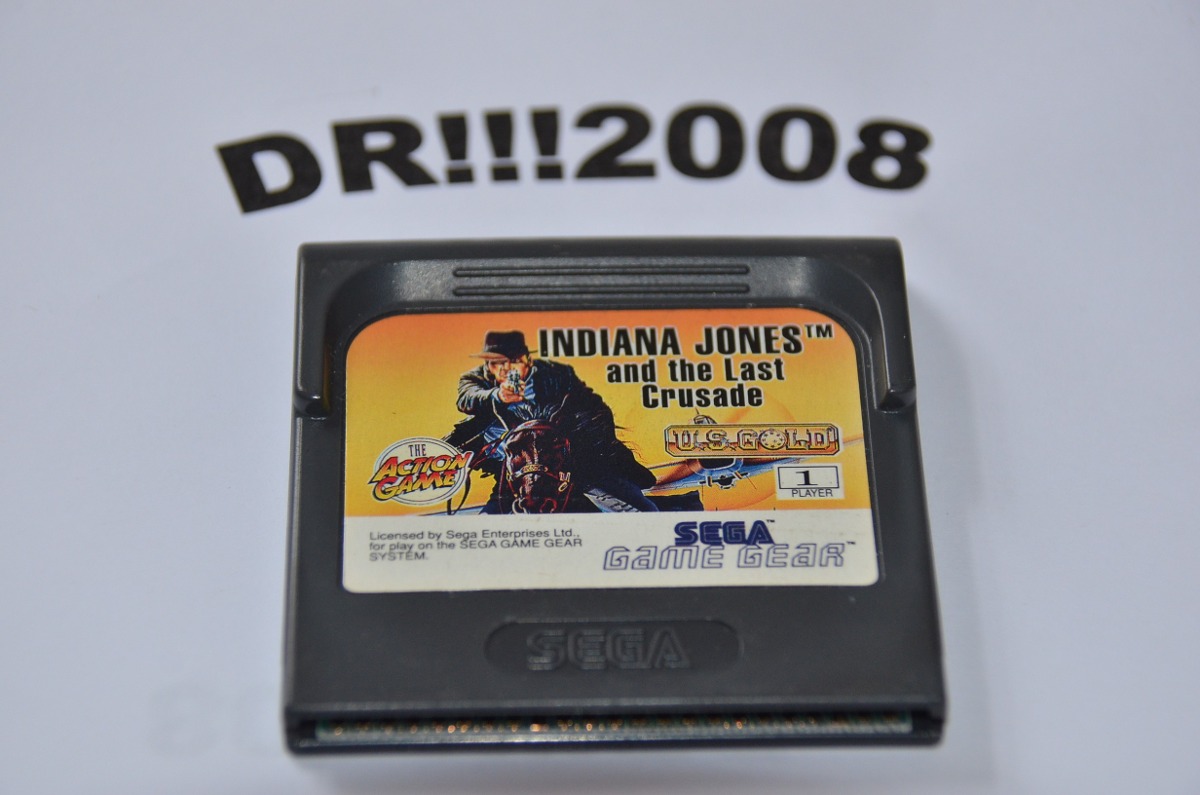 DR!!!2008
INDIANA JONES™
and the Last
Crusade
U.S. GOLD
THE
ACTION
GAME
1
PLAYER
Licensed by Sega Enterprises Ltd.,
for play on the SEGA GAME GEAR
SYSTEM.
SEGA™
GAME GEAR™
SEGA